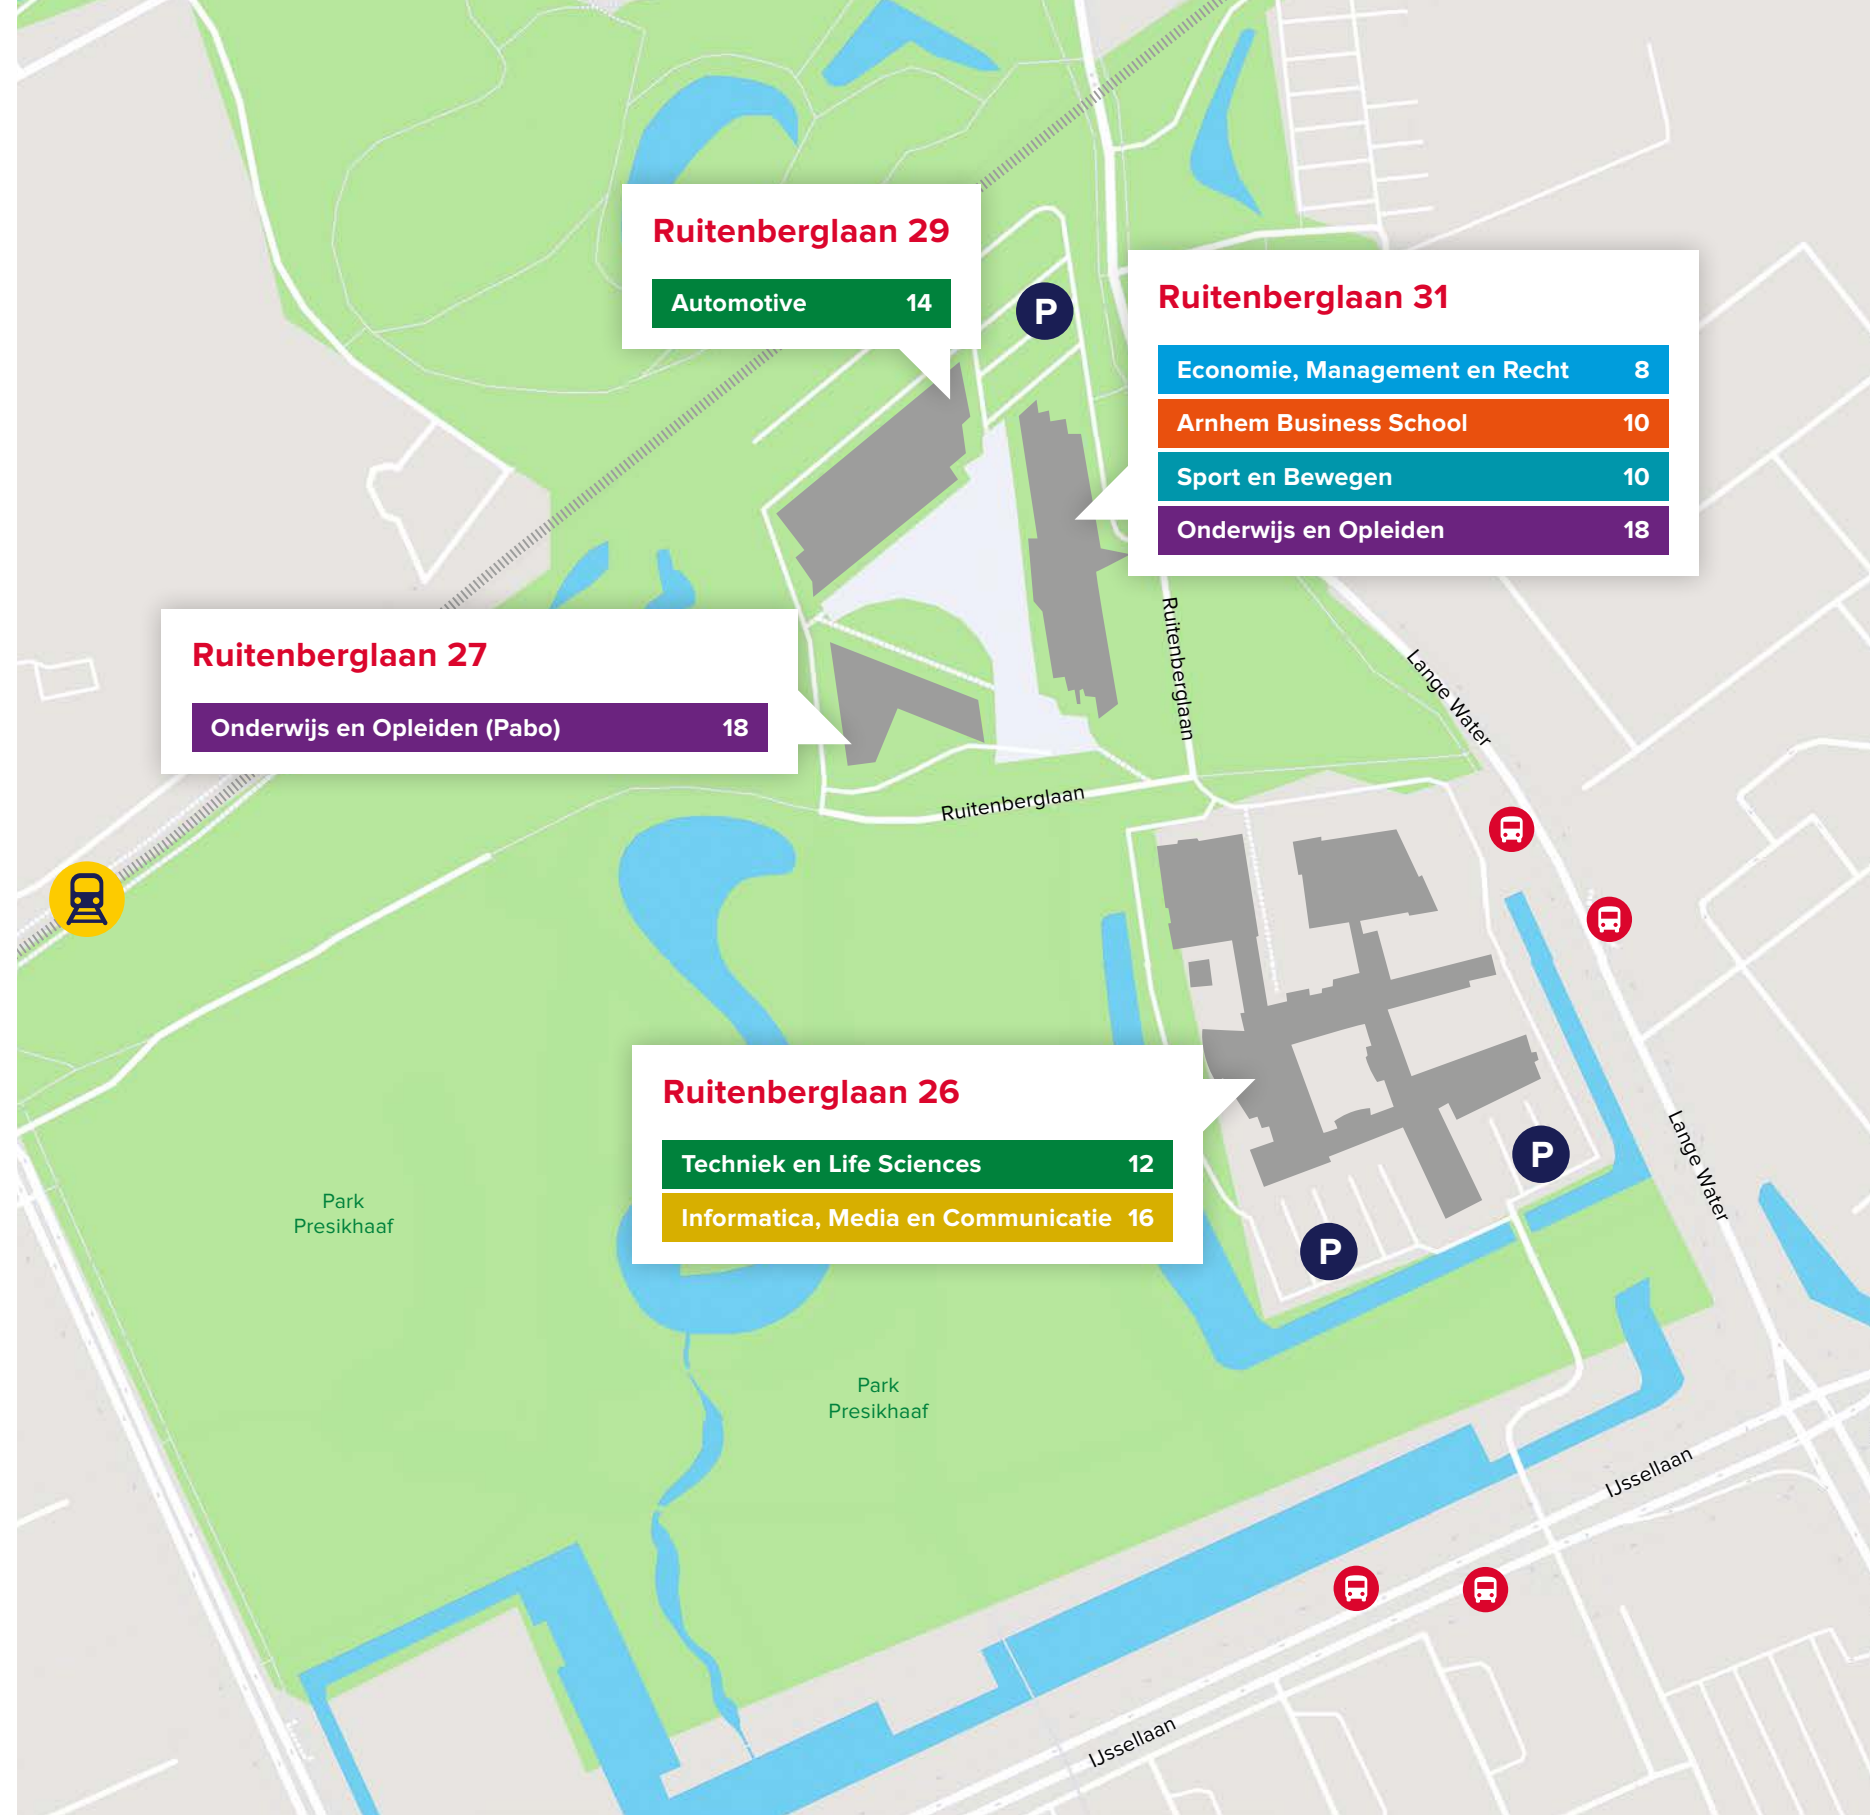 Ruitenberglaan 29
Automotive 14
P
Ruitenberglaan 31
Economie, Management en Recht 8
Arnhem Business School 10
Sport en Bewegen 10
Onderwijs en Opleiden 18
Ruitenberglaan
Lange Water
Ruitenberglaan 27
Onderwijs en Opleiden (Pabo) 18
Ruitenberglaan
Ruitenberglaan 26
Techniek en Life Sciences 12
Informatica, Media en Communicatie 16
P
P
Lange Water
Park
Presikhaaf
Park
Presikhaaf
IJssellaan
IJssellaan